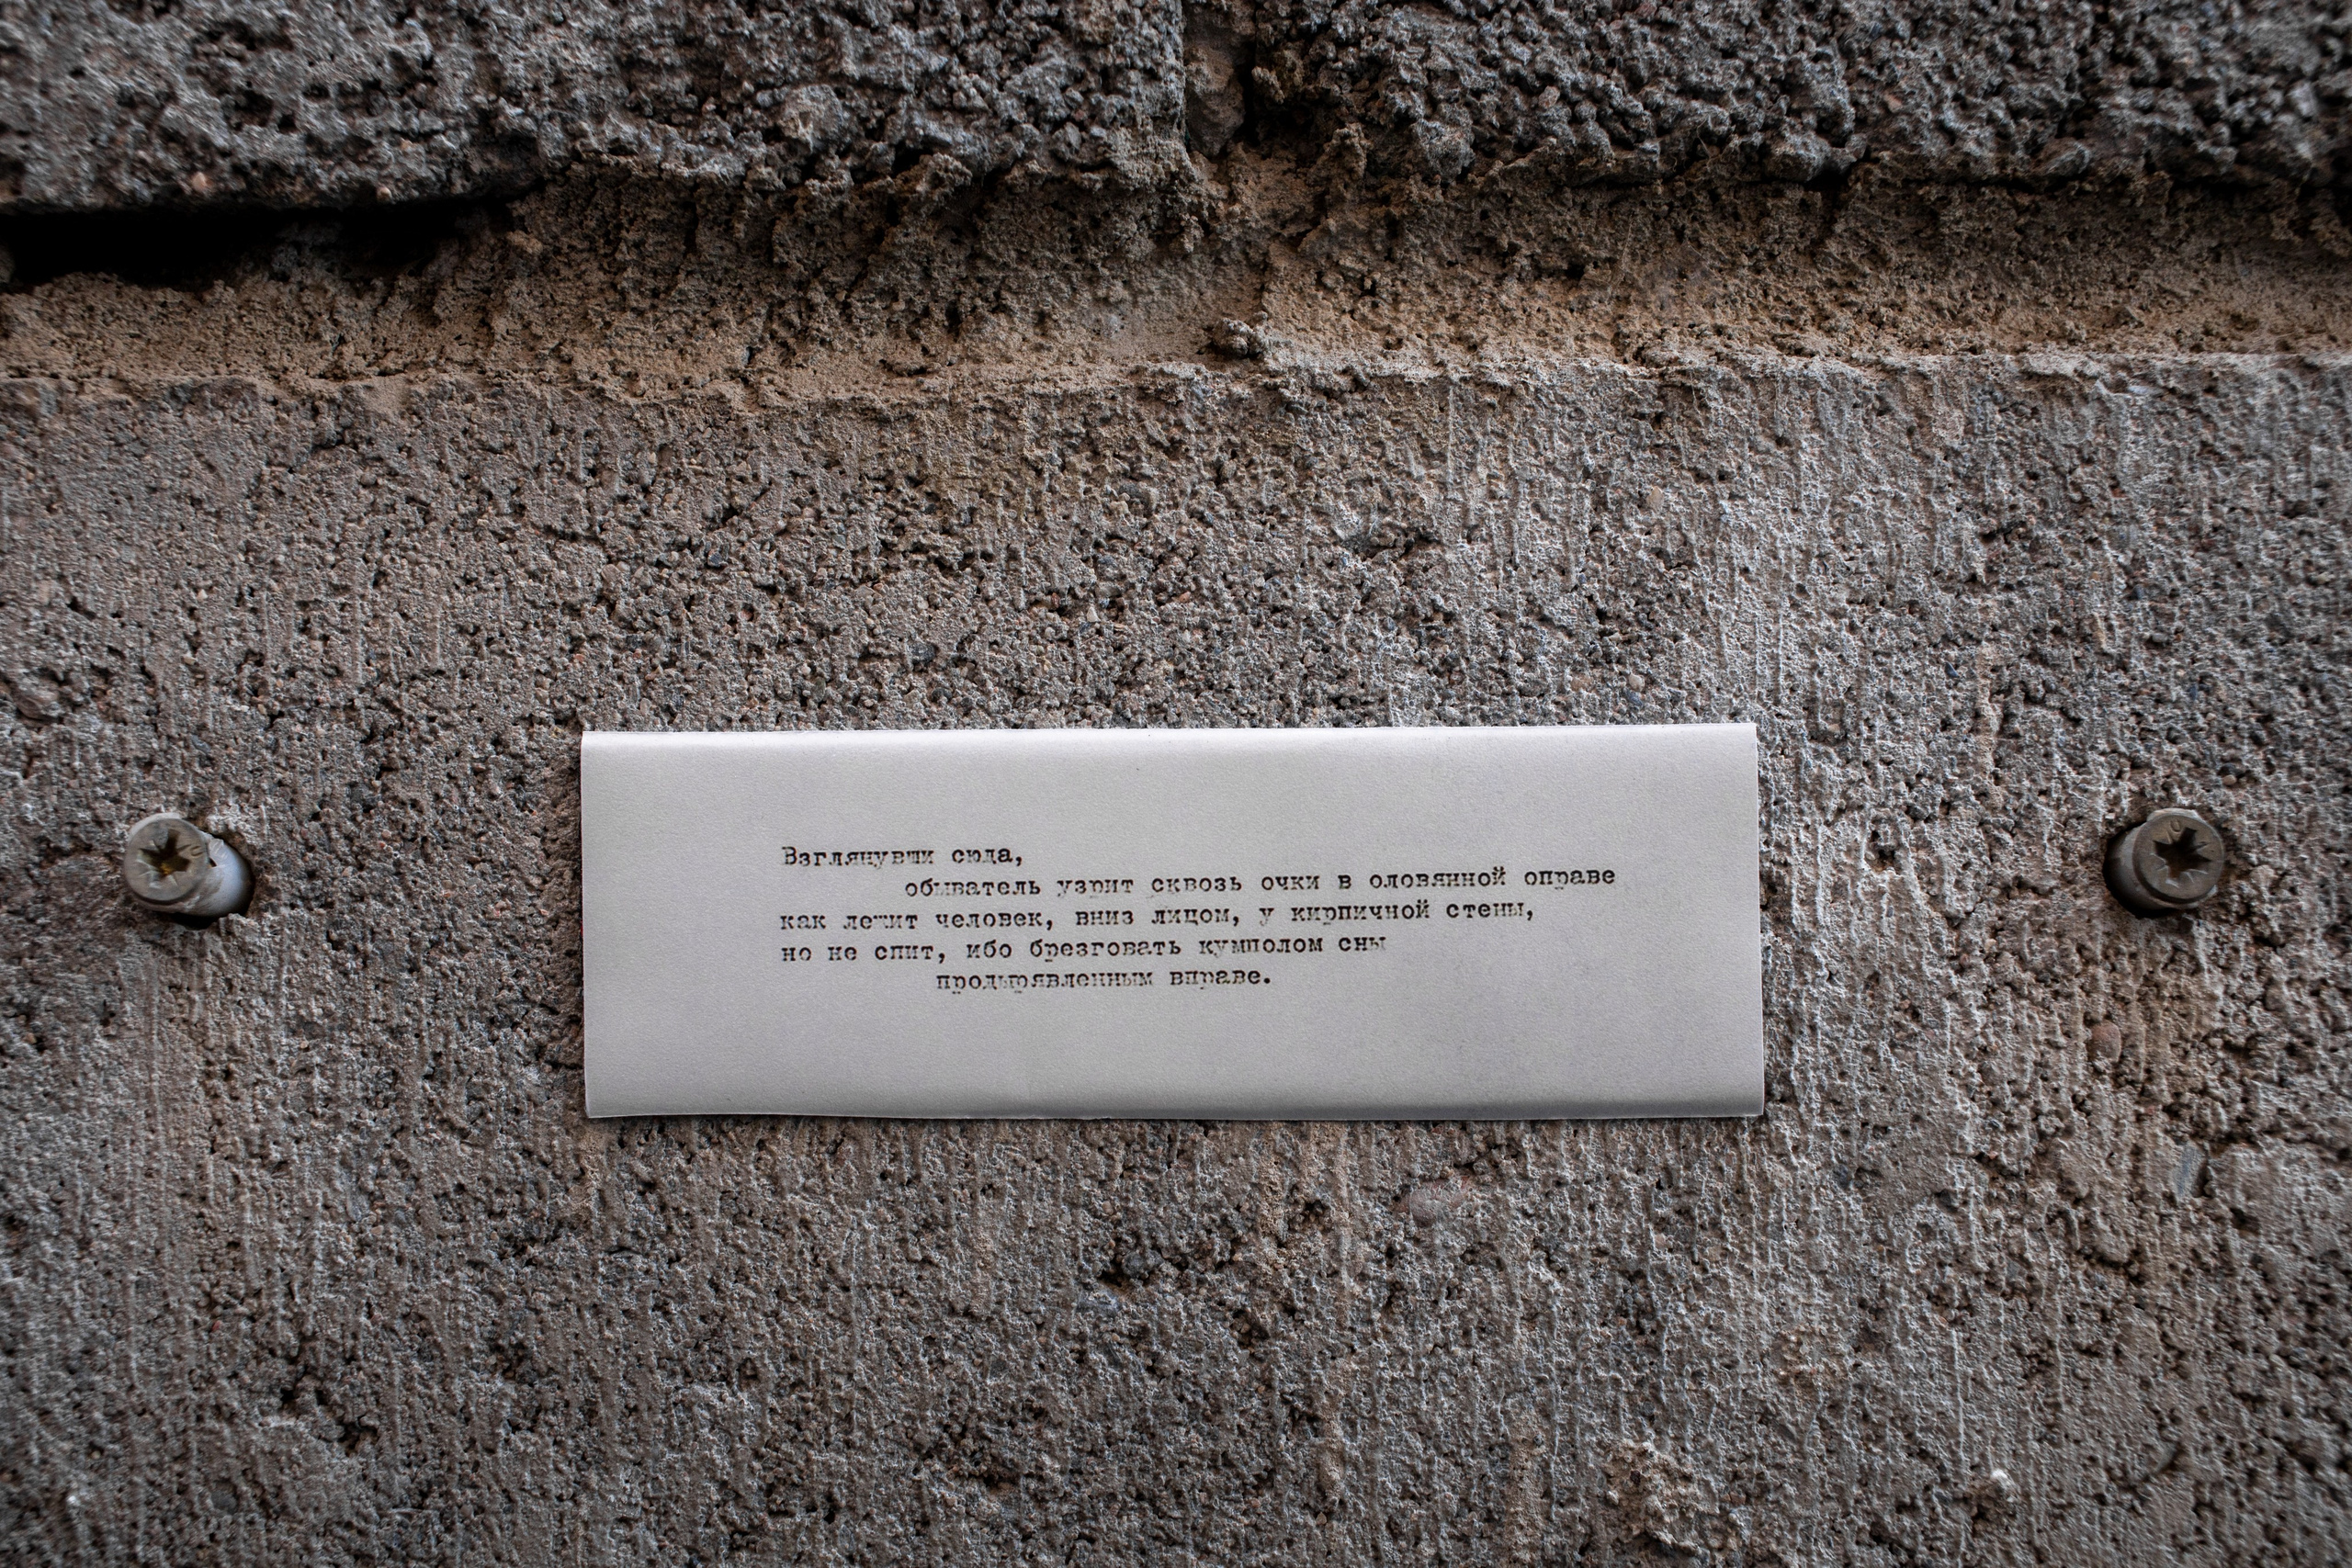 Взглянувши сюда,
обыватель узрит сквозь очки в оловянной оправе
как лежит человек, вниз лицом, у кирпичной стены,
но не спит, ибо брезговать кумполом сны
продырявленным вправе.